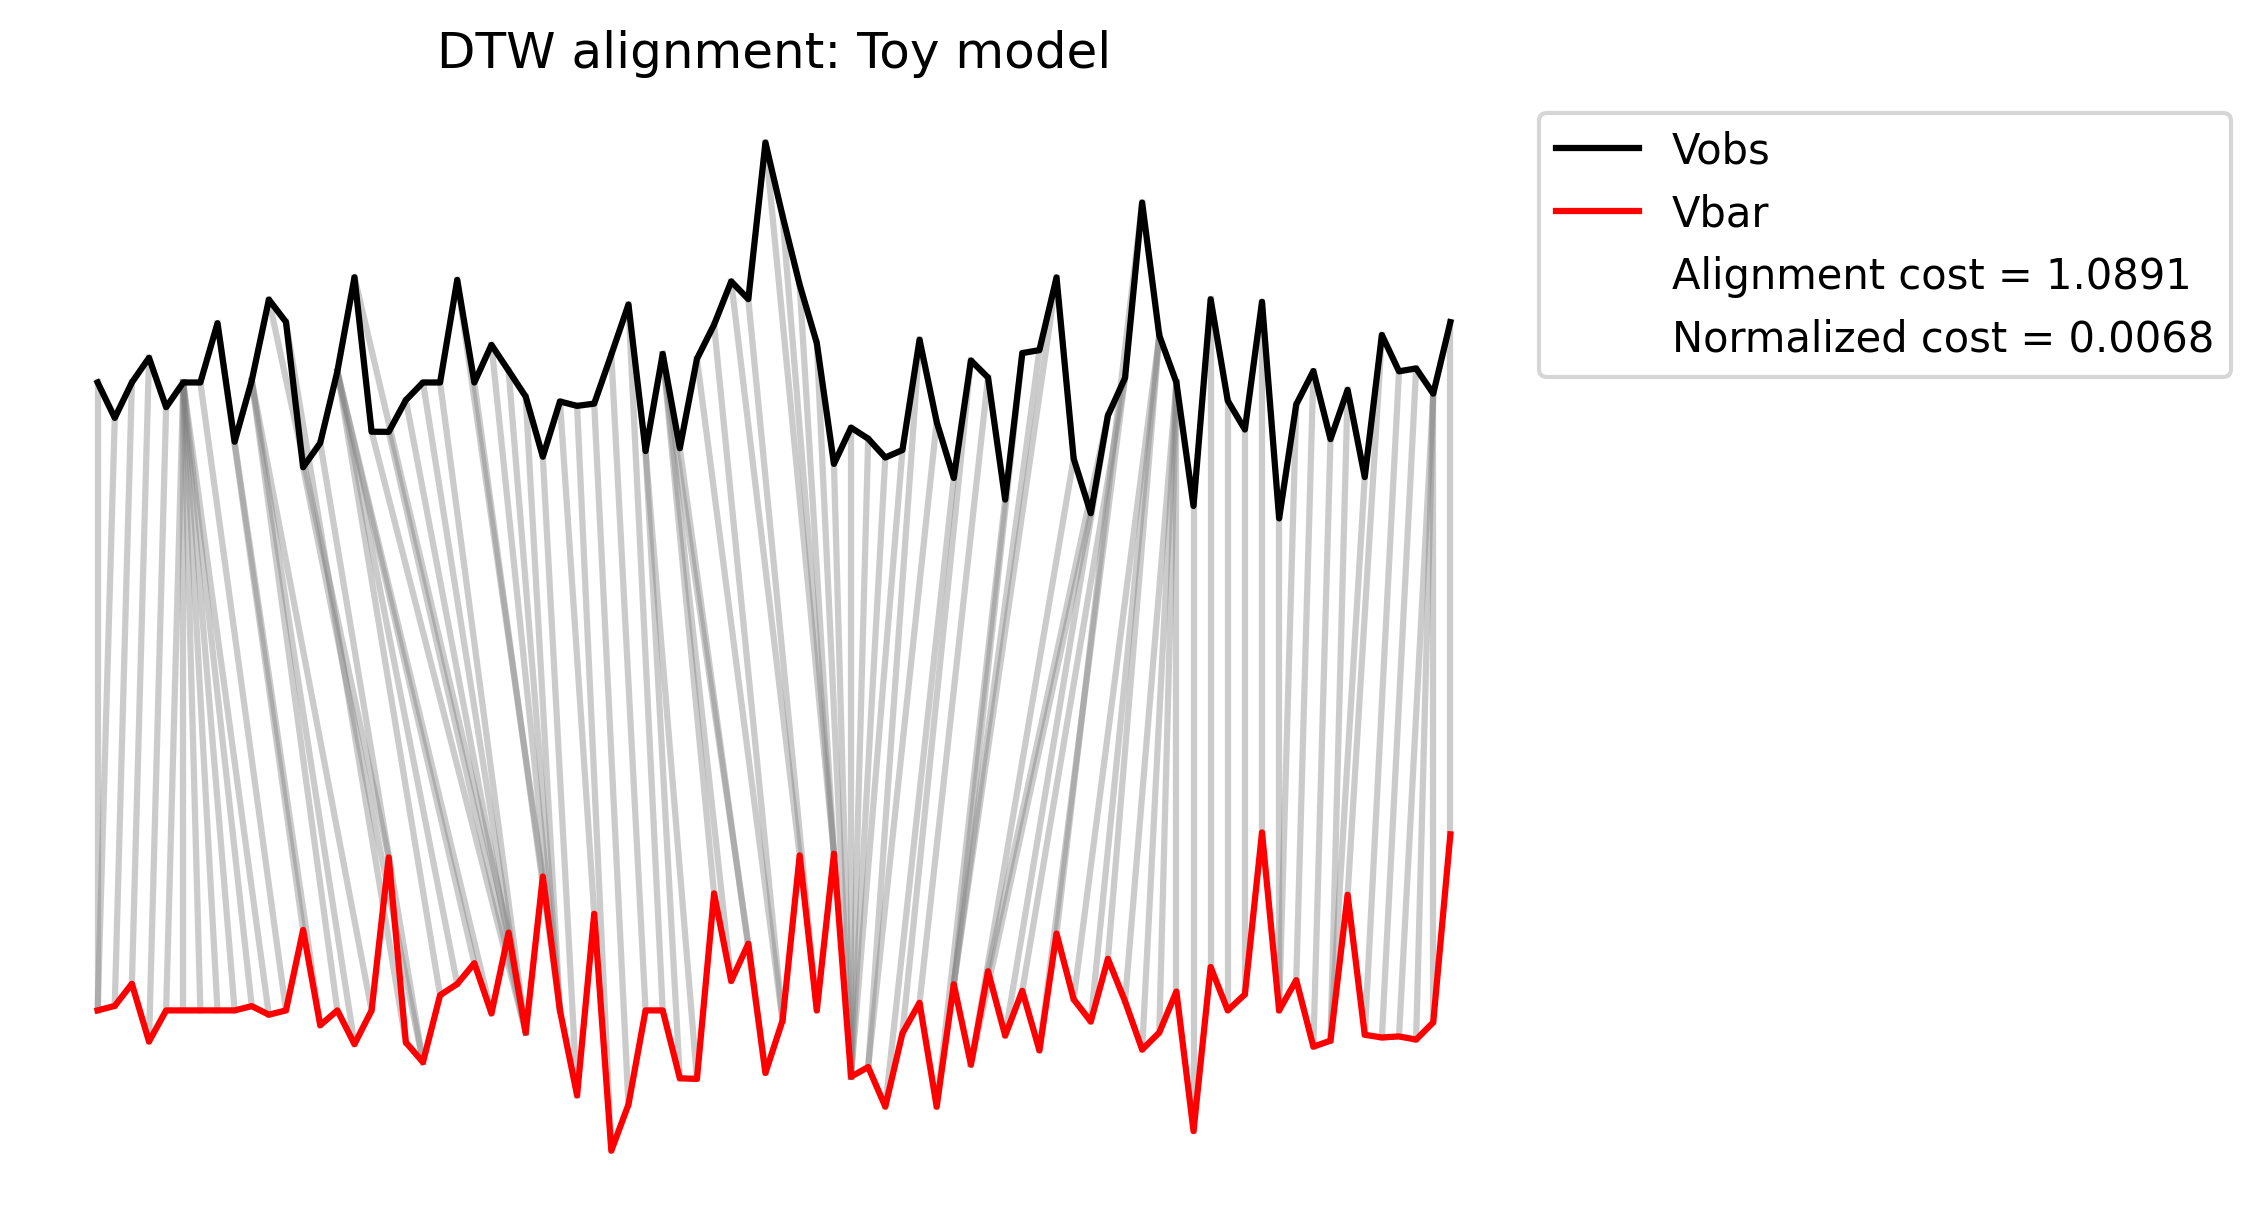 DTW alignment: Toy model
Vobs
Vbar
Alignment cost = 1.0891
Normalized cost = 0.0068